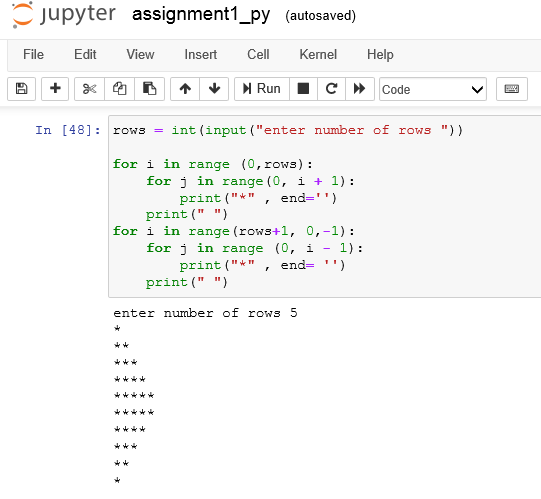 jupyter assignment1_py (autosaved)
File Edit View Insert Cell Kernel Help
Run Code
In [48]: rows = int(input("enter number of rows "))
for i in range (0,rows):
    for j in range(0, i + 1):
        print("*" , end='')
    print(" ")
for i in range(rows+1, 0,-1):
    for j in range (0, i - 1):
        print("*" , end= '')
    print(" ")
enter number of rows 5
*
**
***
****
*****
*****
****
***
**
*